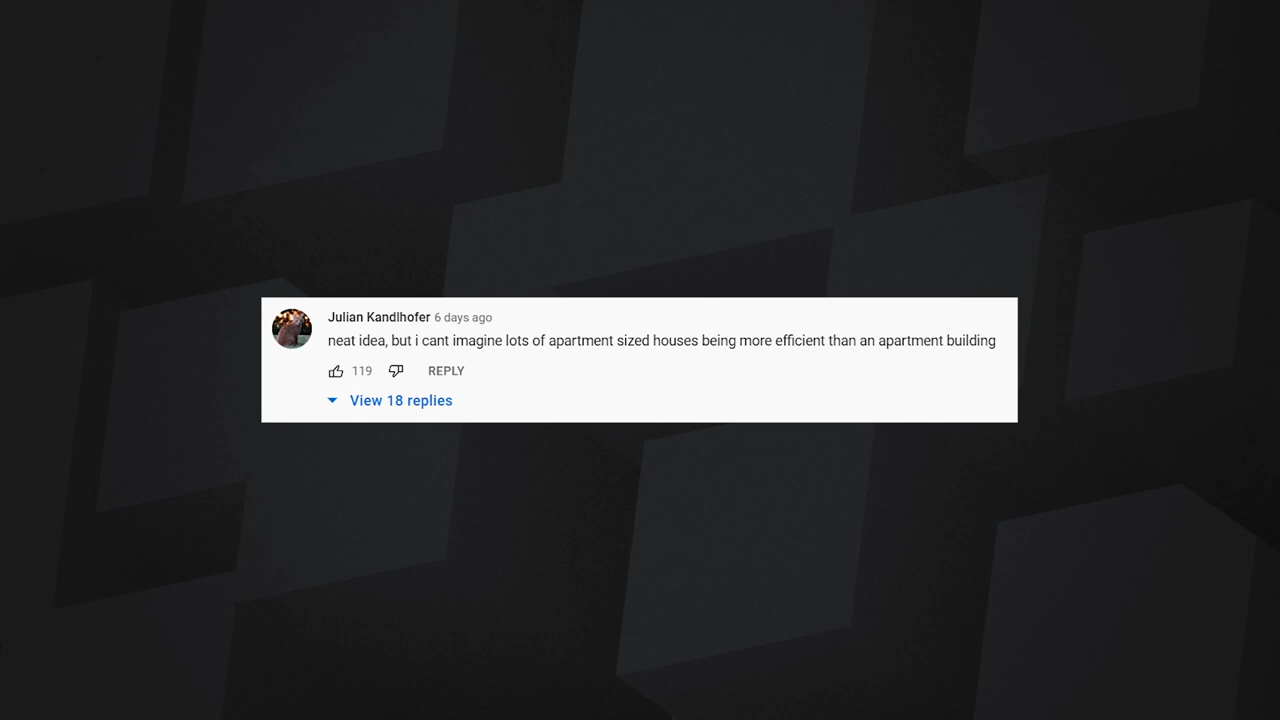 Julian Kandlhofer 6 days ago
neat idea, but i cant imagine lots of apartment sized houses being more efficient than an apartment building
119 REPLY
View 18 replies